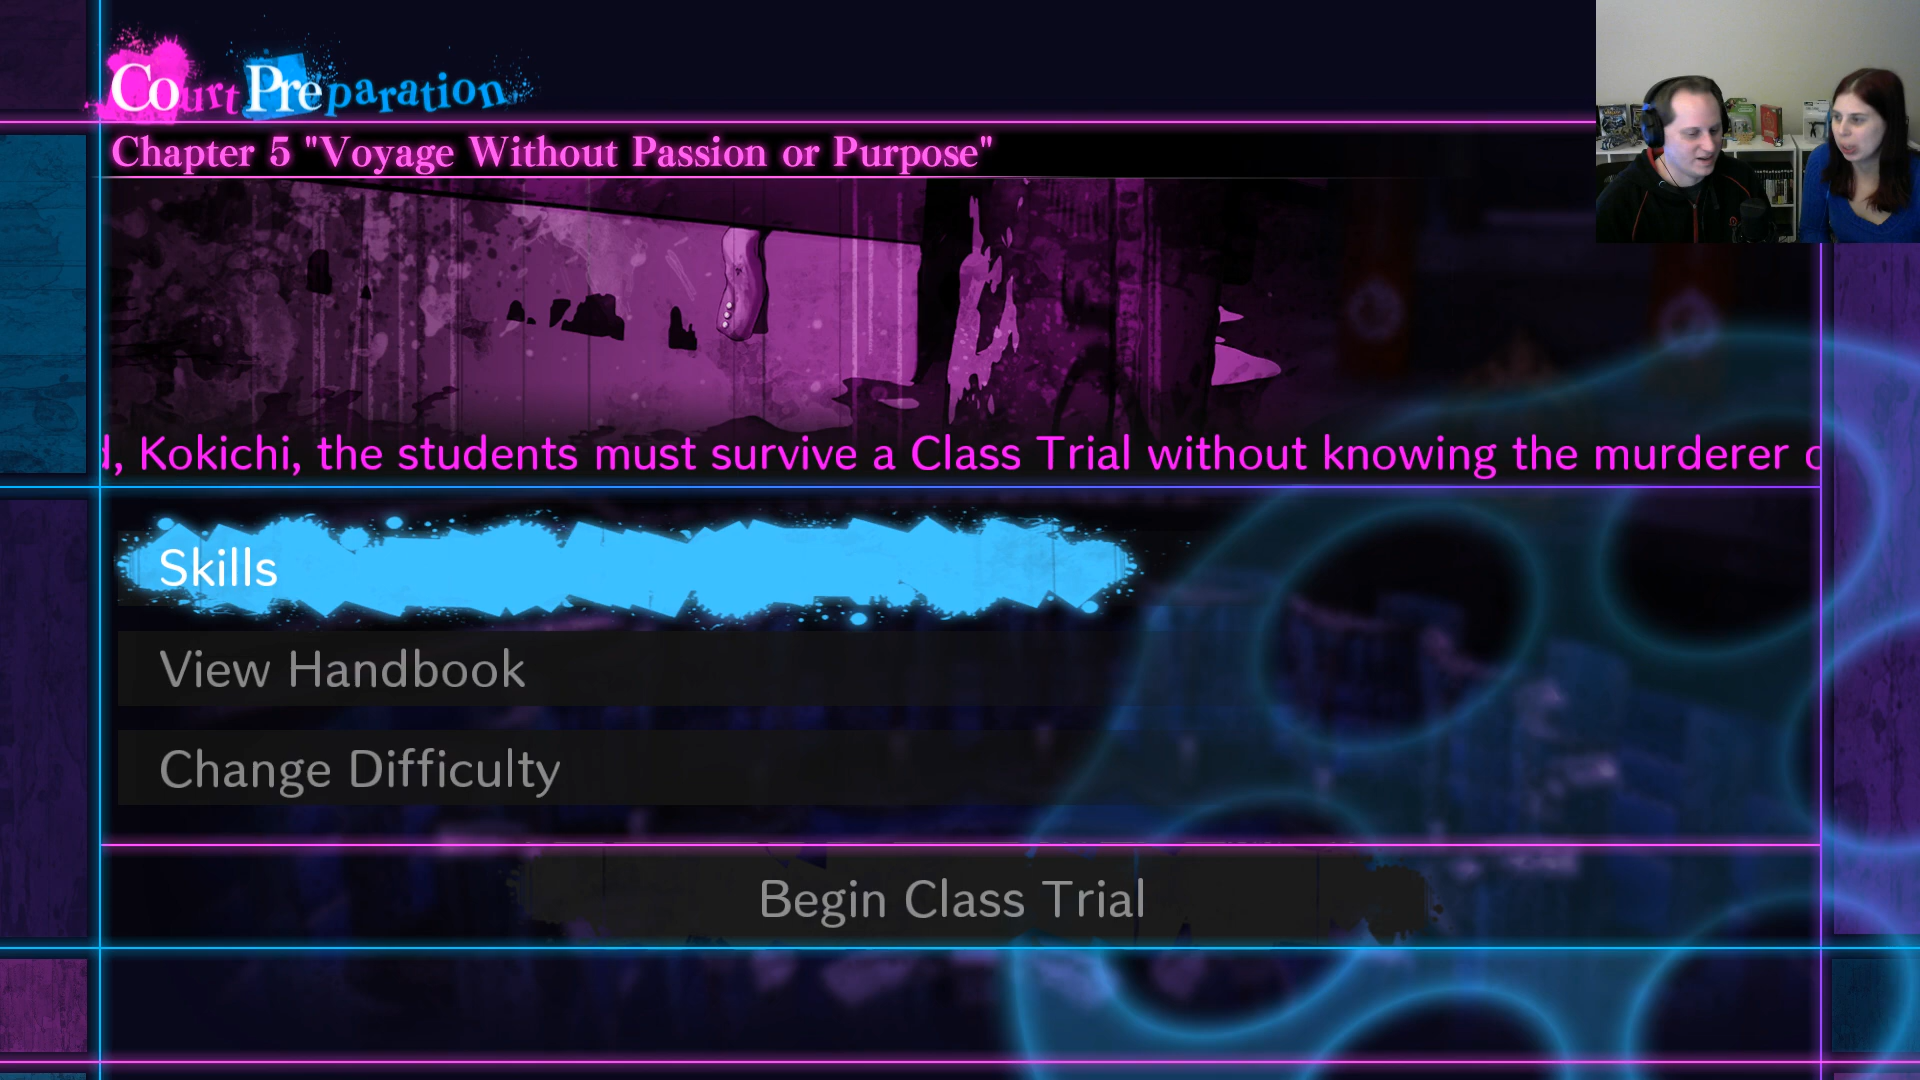 Court Preparation
Chapter 5 "Voyage Without Passion or Purpose"
, Kokichi, the students must survive a Class Trial without knowing the murderer
Skills
View Handbook
Change Difficulty
Begin Class Trial